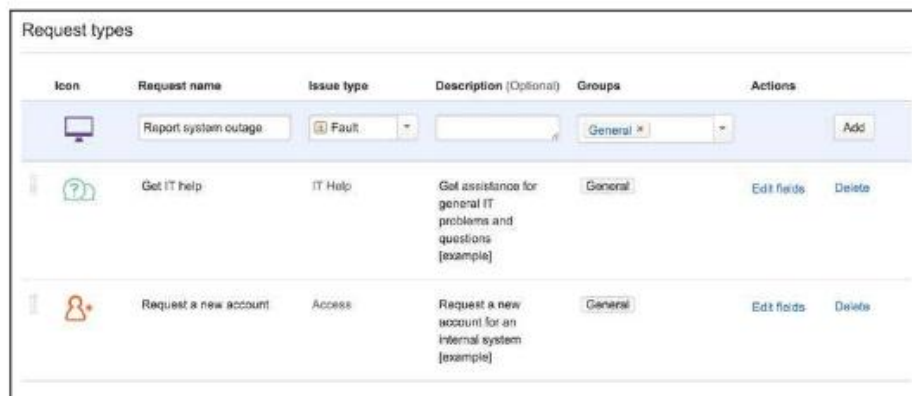 Request types
Icon Request name Issue type Description (Optional) Groups Actions
Report system outage Fault General × Add
Get IT help IT Help Get assistance for General Edit fields Delete
general IT
problems and
questions
[example]
Request a new account Access Request a new General Edit fields Delete
account for an
internal system
[example]